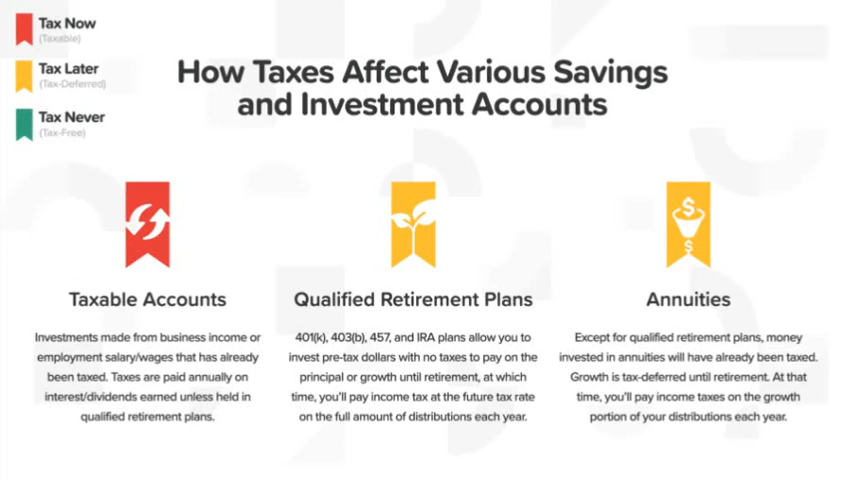 Tax Now
(Taxable)
Tax Later
(Tax-Deferred)
Tax Never
(Tax-Free)
How Taxes Affect Various Savings
and Investment Accounts
Taxable Accounts
Investments made from business income or
employment salary/wages that has already
been taxed. Taxes are paid annually on
interest/dividends earned unless held in
qualified retirement plans.
Qualified Retirement Plans
401(k), 403(b), 457, and IRA plans allow you to
invest pre-tax dollars with no taxes to pay on the
principal or growth until retirement, at which
time, you'll pay income tax at the future tax rate
on the full amount of distributions each year.
$
$
Annuities
Except for qualified retirement plans, money
invested in annuities will have already been taxed.
Growth is tax-deferred until retirement. At that
time, you'll pay income taxes on the growth
portion of your distributions each year.